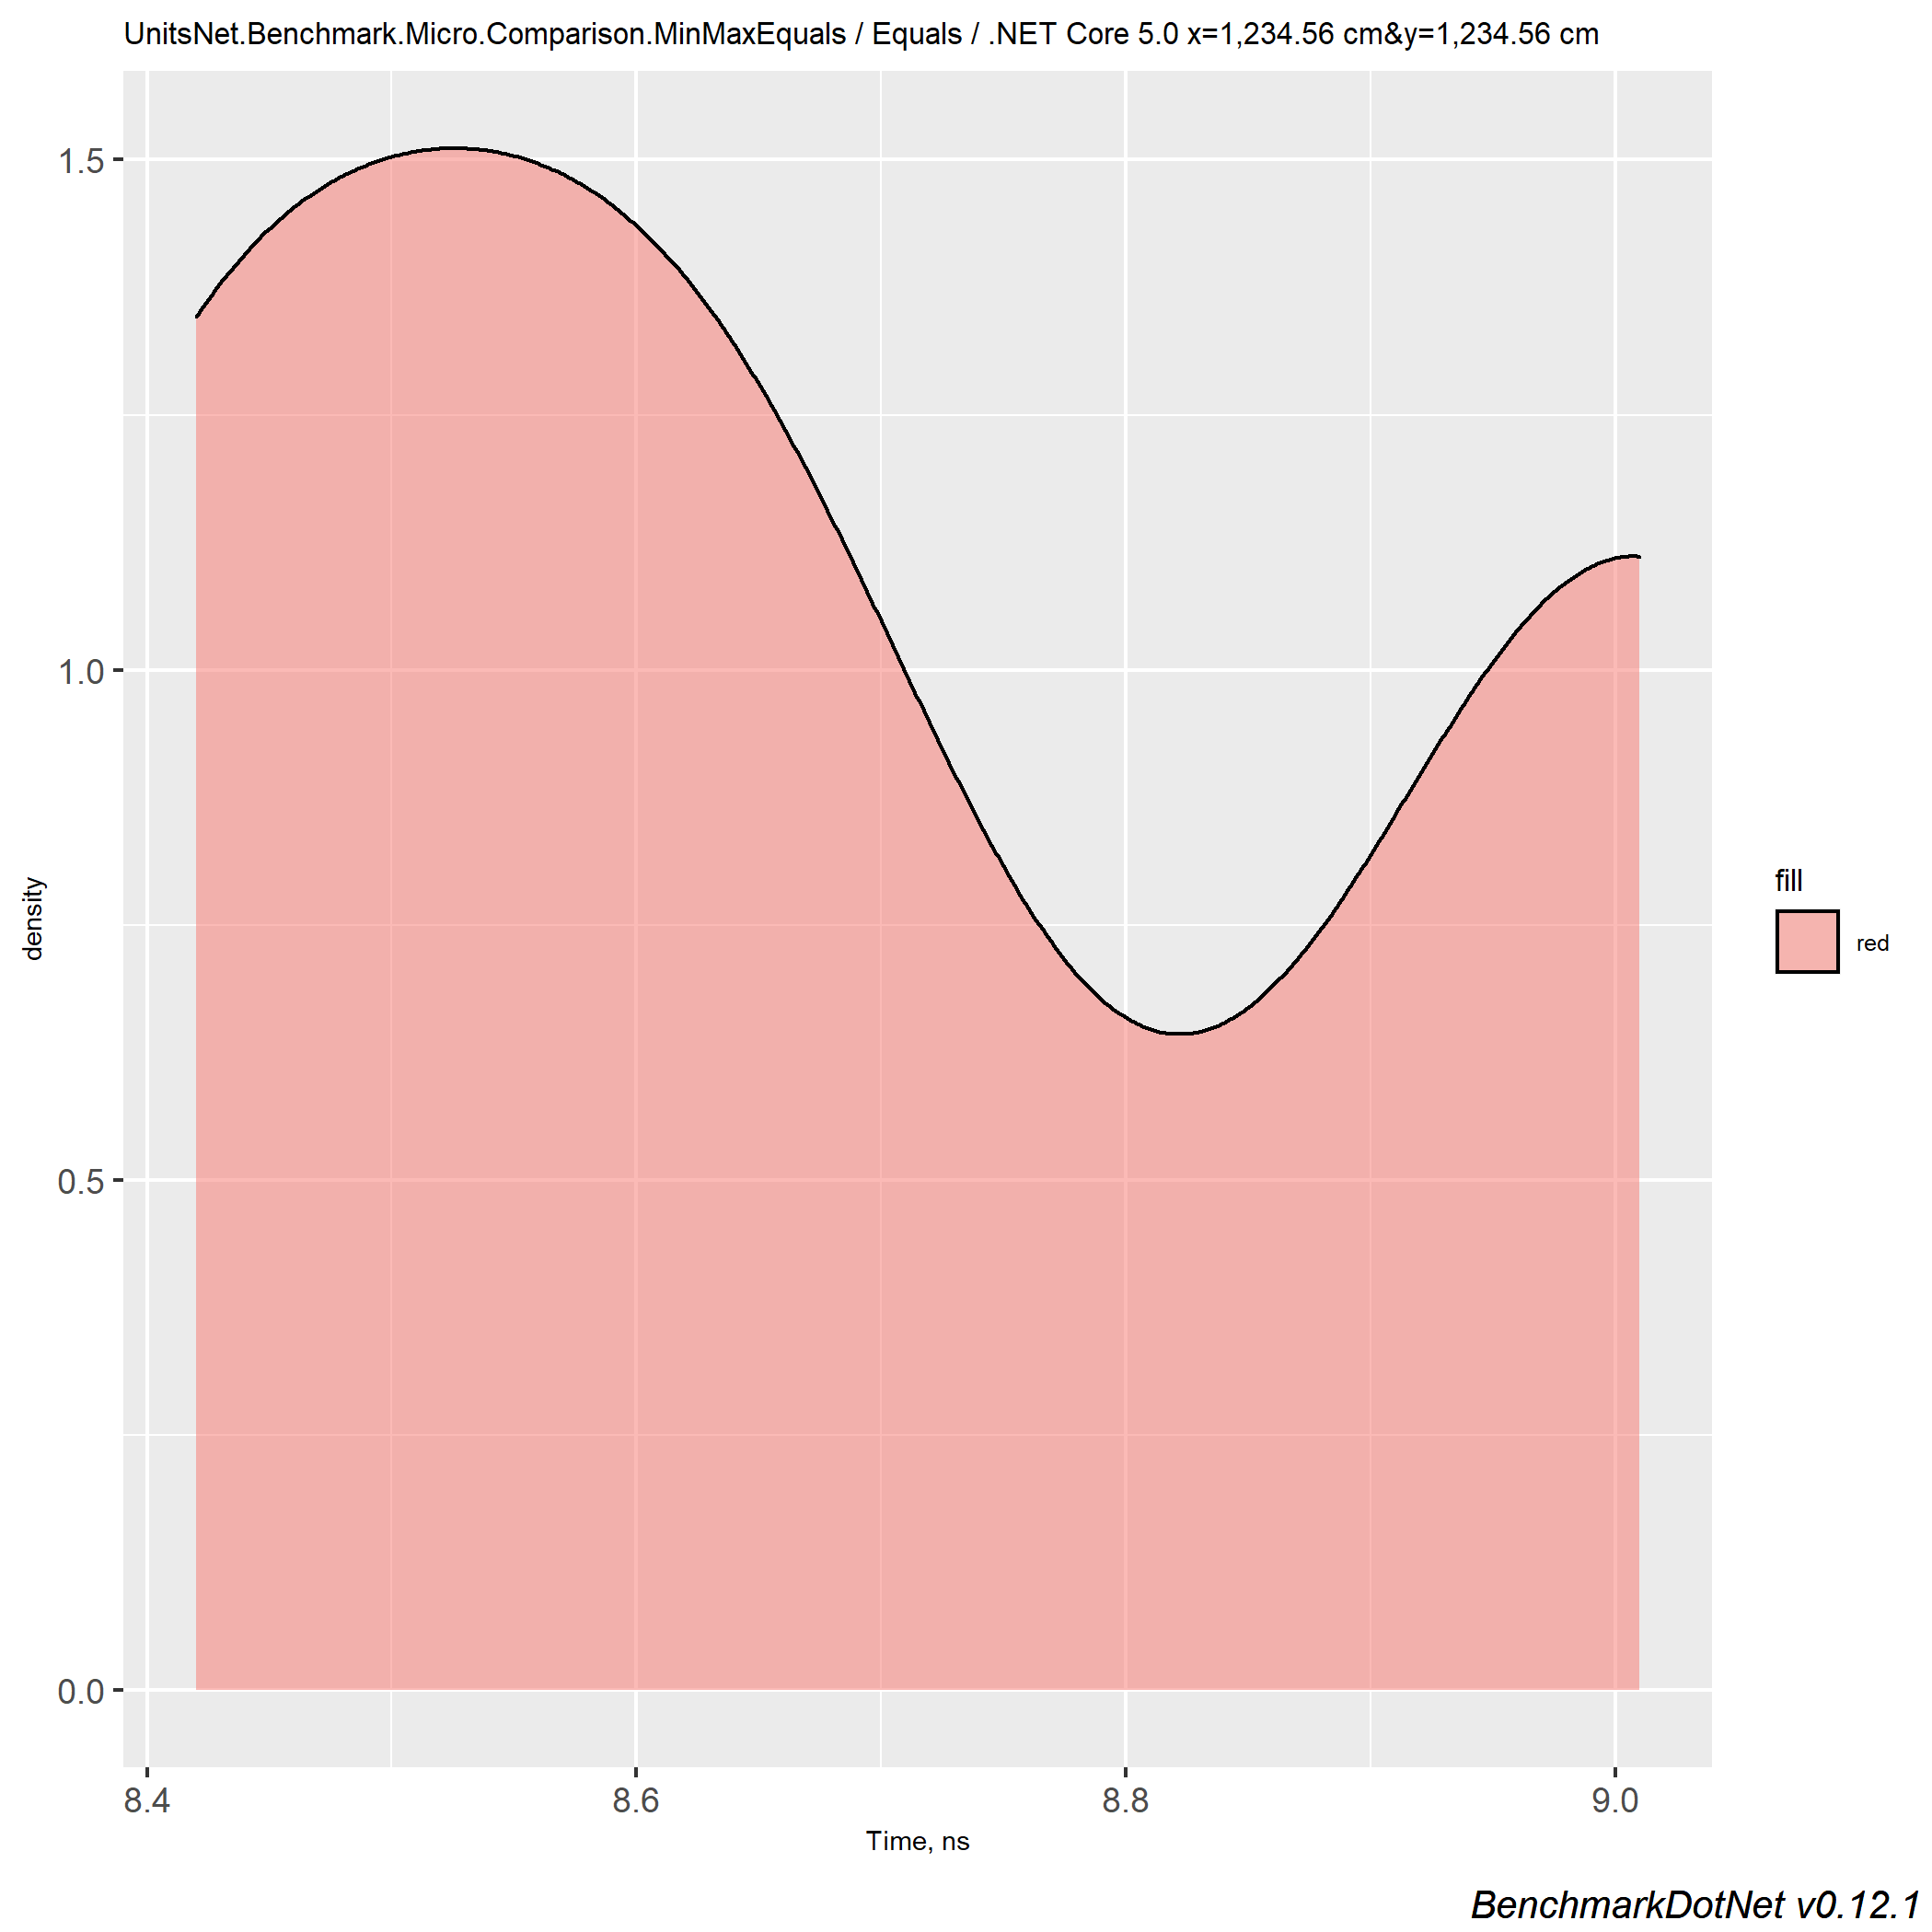 UnitsNet.Benchmark.Micro.Comparison.MinMaxEquals / Equals / .NET Core 5.0 x=1,234.56 cm&y=1,234.56 cm
1.5
1.0
0.5
0.0
density
8.4 8.6 8.8 9.0
Time, ns
fill
red
BenchmarkDotNet v0.12.1